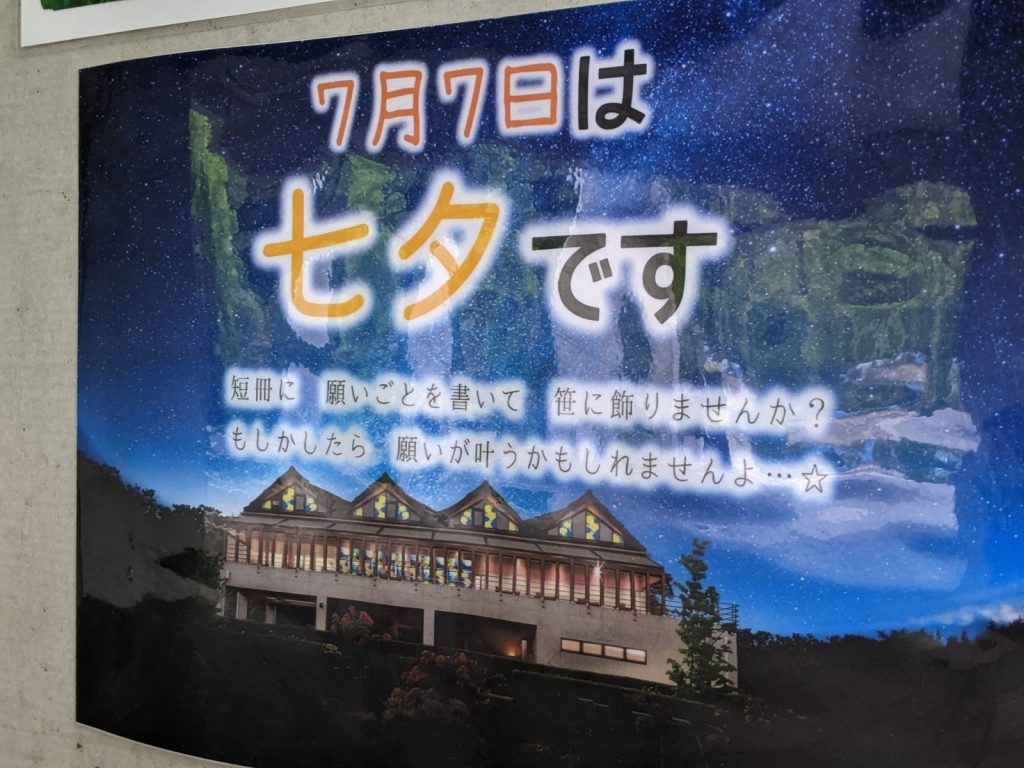 7月7日は
七夕です
短冊に　願いごとを書いて　笹に飾りませんか？
もしかしたら　願いが叶うかもしれませんよ…☆